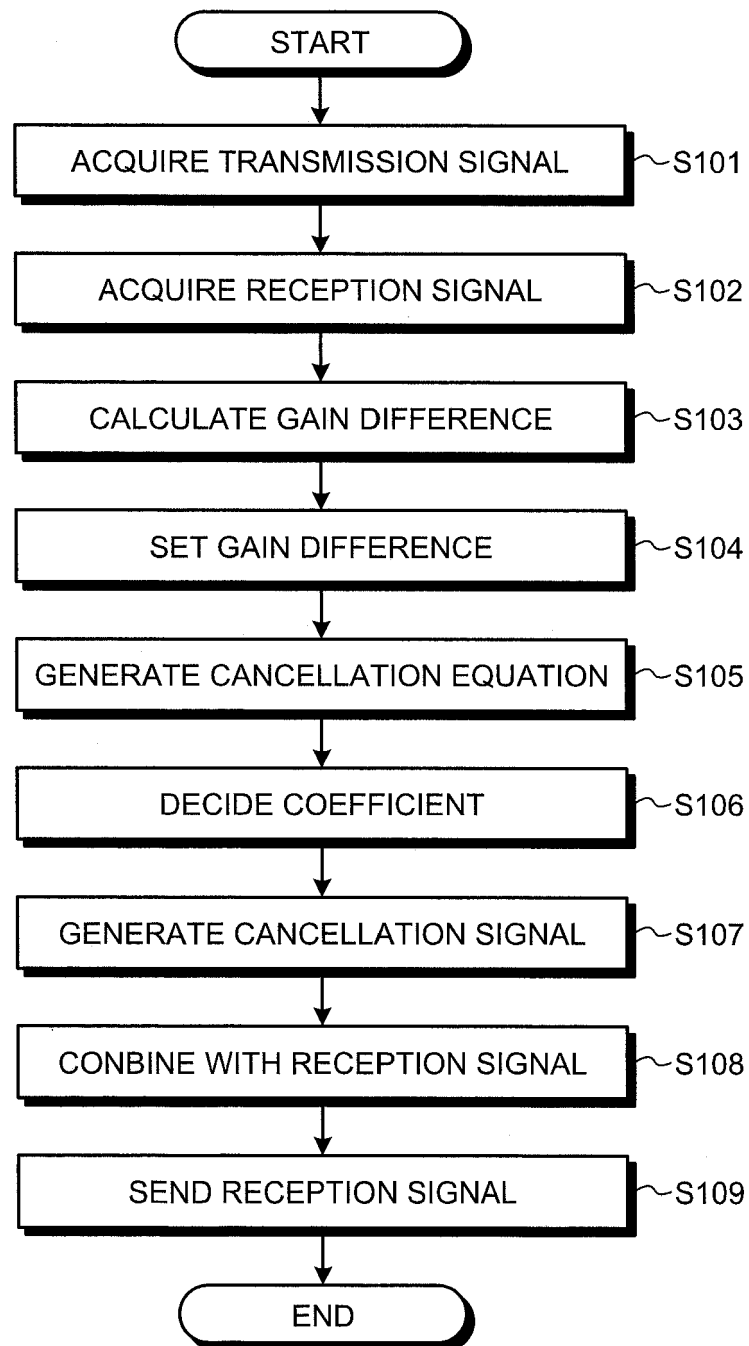 START
ACQUIRE TRANSMISSION SIGNAL S101
ACQUIRE RECEPTION SIGNAL S102
CALCULATE GAIN DIFFERENCE S103
SET GAIN DIFFERENCE S104
GENERATE CANCELLATION EQUATION S105
DECIDE COEFFICIENT S106
GENERATE CANCELLATION SIGNAL S107
CONBINE WITH RECEPTION SIGNAL S108
SEND RECEPTION SIGNAL S109
END